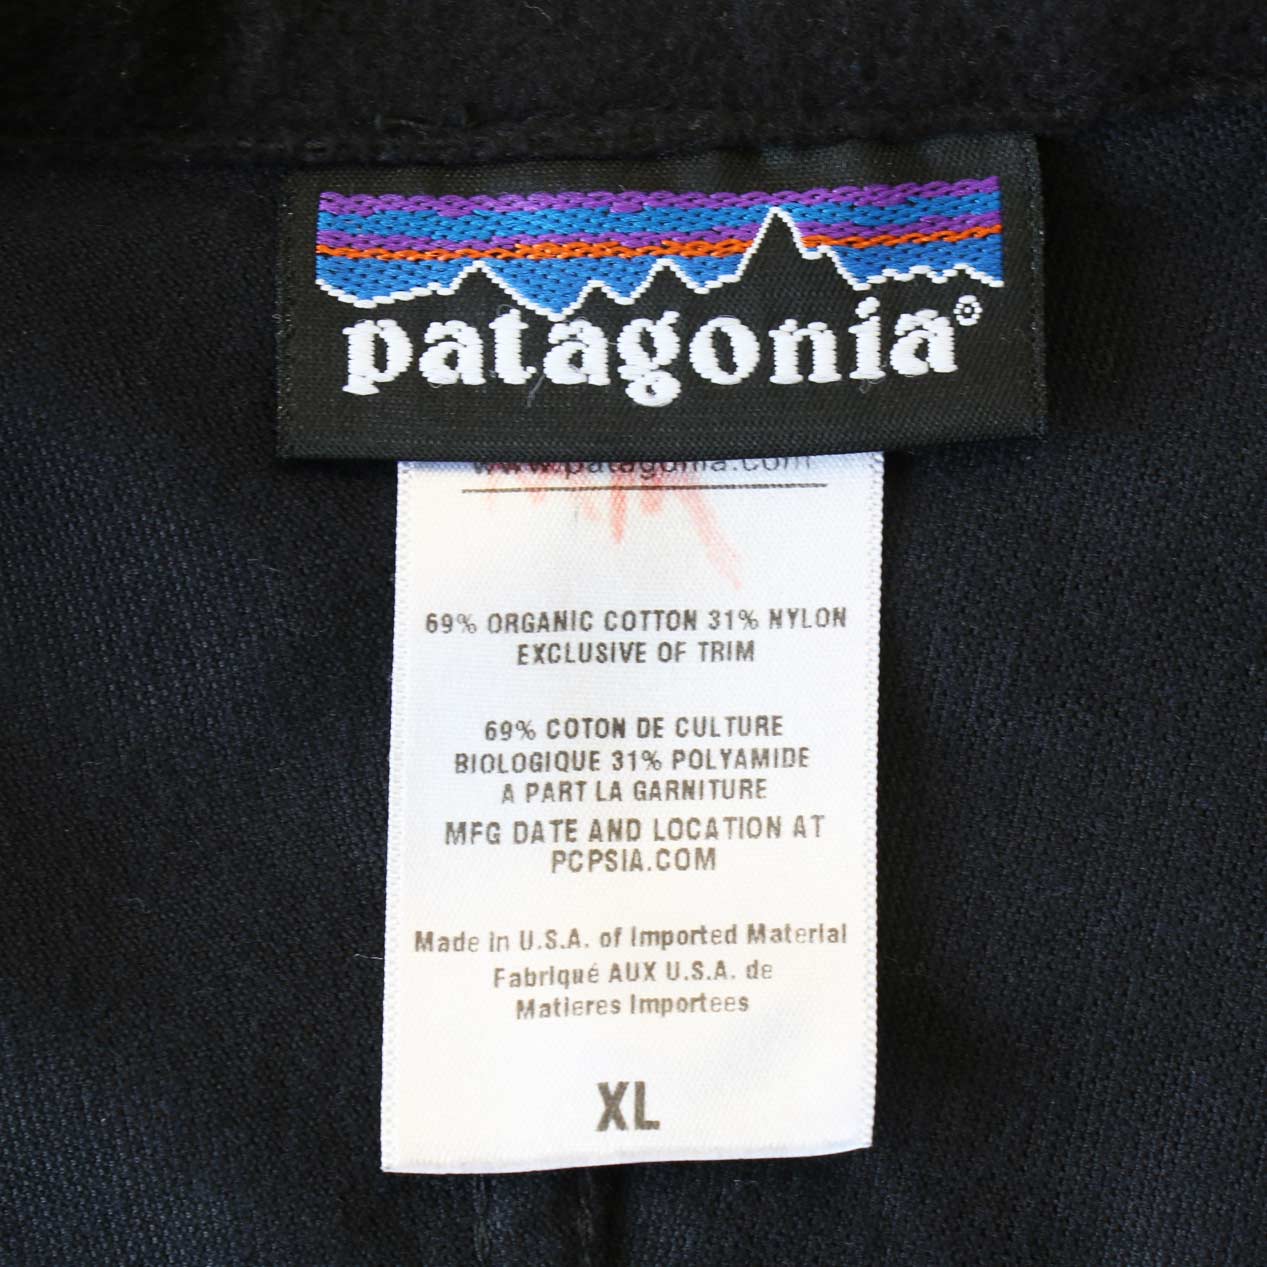 patagonia®
www.patagonia.com
69% ORGANIC COTTON 31% NYLON
EXCLUSIVE OF TRIM
69% COTON DE CULTURE
BIOLOGIQUE 31% POLYAMIDE
A PART LA GARNITURE
MFG DATE AND LOCATION AT
PCPSIA.COM
Made in U.S.A. of Imported Material
Fabriqué AUX U.S.A. de
Matieres Importees
XL